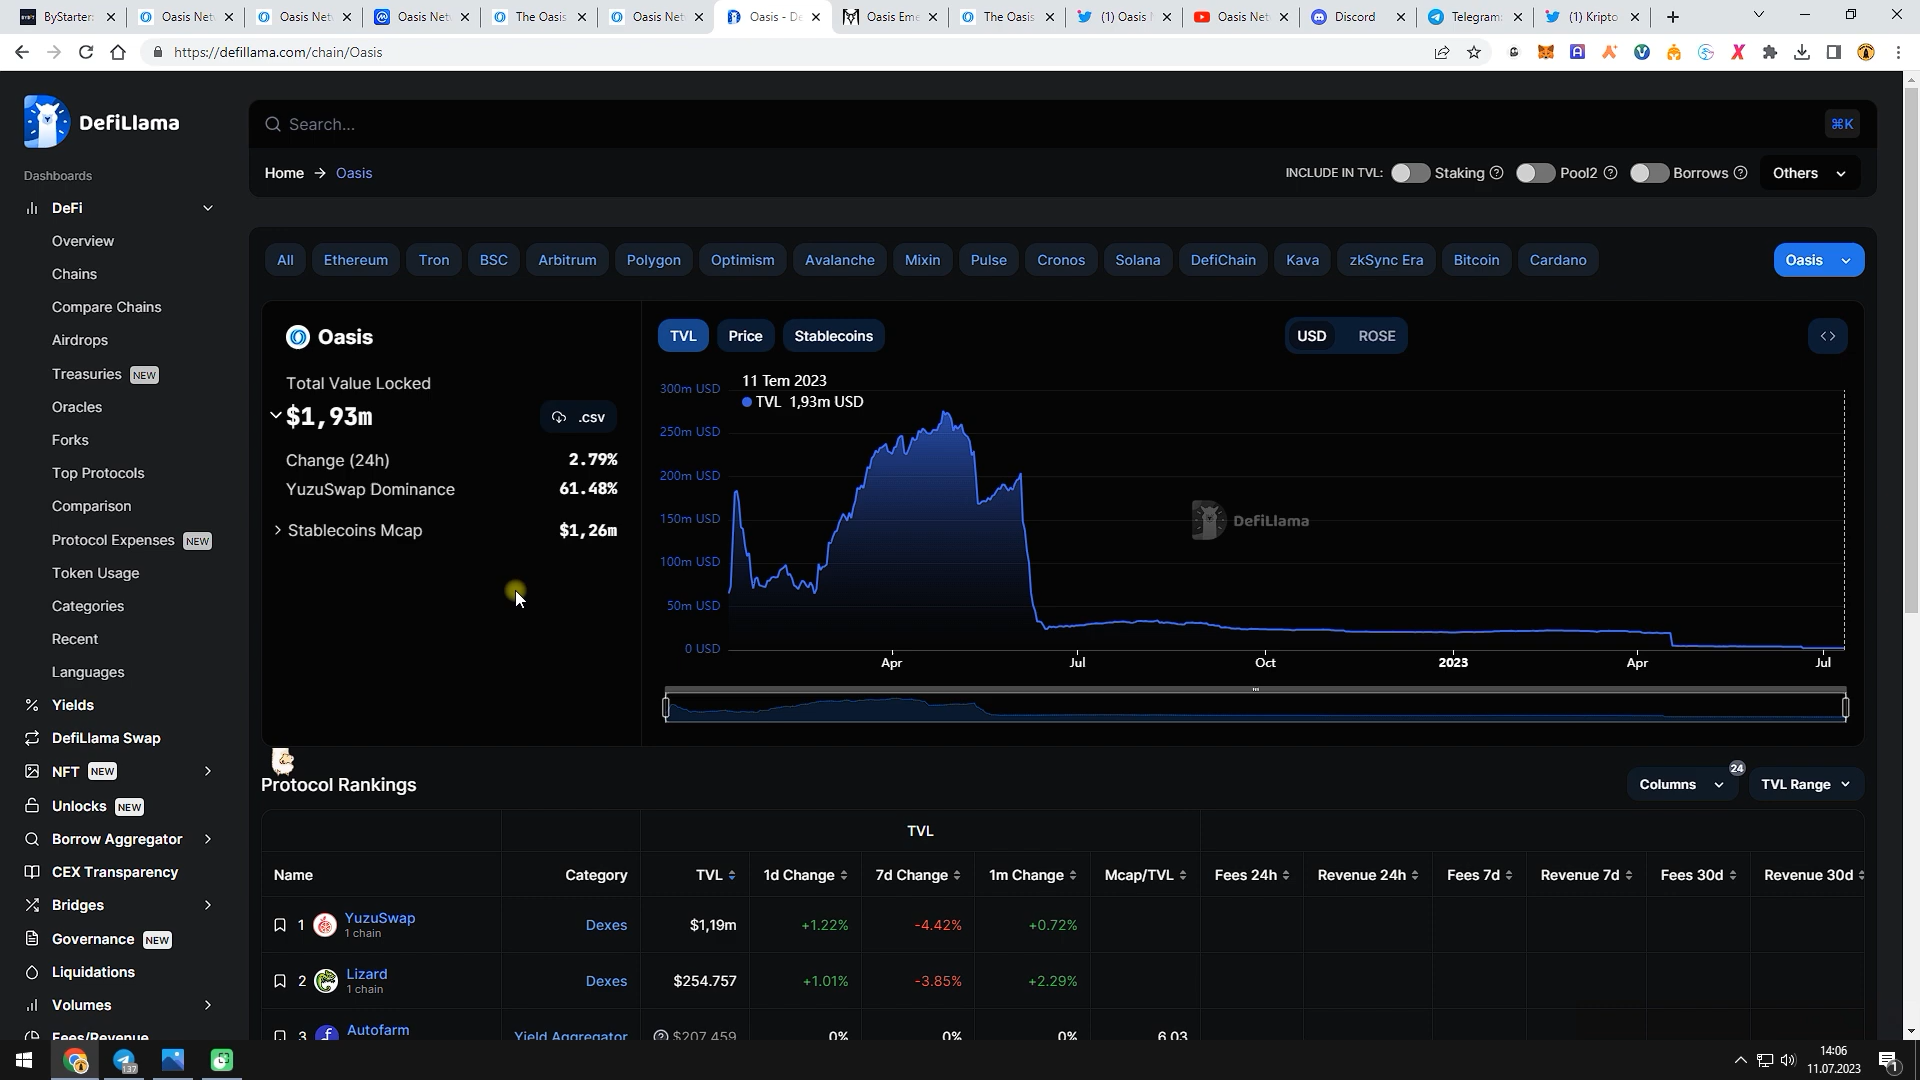 ByStarter:
Oasis Net
Oasis Net
Oasis Net
The Oasis
Oasis Net
Oasis - De
Oasis Eme
The Oasis
(1) Oasis
Oasis Net
Discord
Telegram
(1) Kripto
https://defillama.com/chain/Oasis
DefiLlama
Search...
⌘K
Home → Oasis
INCLUDE IN TVL: Staking Pool2 Borrows Others
Dashboards
DeFi
Overview
Chains
Compare Chains
Airdrops
Treasuries NEW
Oracles
Forks
Top Protocols
Comparison
Protocol Expenses NEW
Token Usage
Categories
Recent
Languages
Yields
DefiLlama Swap
NFT NEW
Unlocks NEW
Borrow Aggregator
CEX Transparency
Bridges
Governance NEW
Liquidations
Volumes
Fees/Revenue
All Ethereum Tron BSC Arbitrum Polygon Optimism Avalanche Mixin Pulse Cronos Solana DefiChain Kava zkSync Era Bitcoin Cardano Oasis
Oasis
Total Value Locked
$1,93m .csv
Change (24h) 2.79%
YuzuSwap Dominance 61.48%
Stablecoins Mcap $1,26m
TVL Price Stablecoins USD ROSE
11 Tem 2023
TVL 1,93m USD
300m USD
250m USD
200m USD
150m USD
100m USD
50m USD
0 USD
DefiLlama
Apr Jul Oct 2023 Apr Jul
Protocol Rankings
24
Columns TVL Range
TVL
Name Category TVL 1d Change 7d Change 1m Change Mcap/TVL Fees 24h Revenue 24h Fees 7d Revenue 7d Fees 30d Revenue 30d
1 YuzuSwap Dexes $1,19m +1.22% -4.42% +0.72%
1 chain
2 Lizard Dexes $254.757 +1.01% -3.85% +2.29%
1 chain
3 Autofarm Yield Aggregator $207.459 0% 0% 0% 6.03
137
14:06
11.07.2023
1